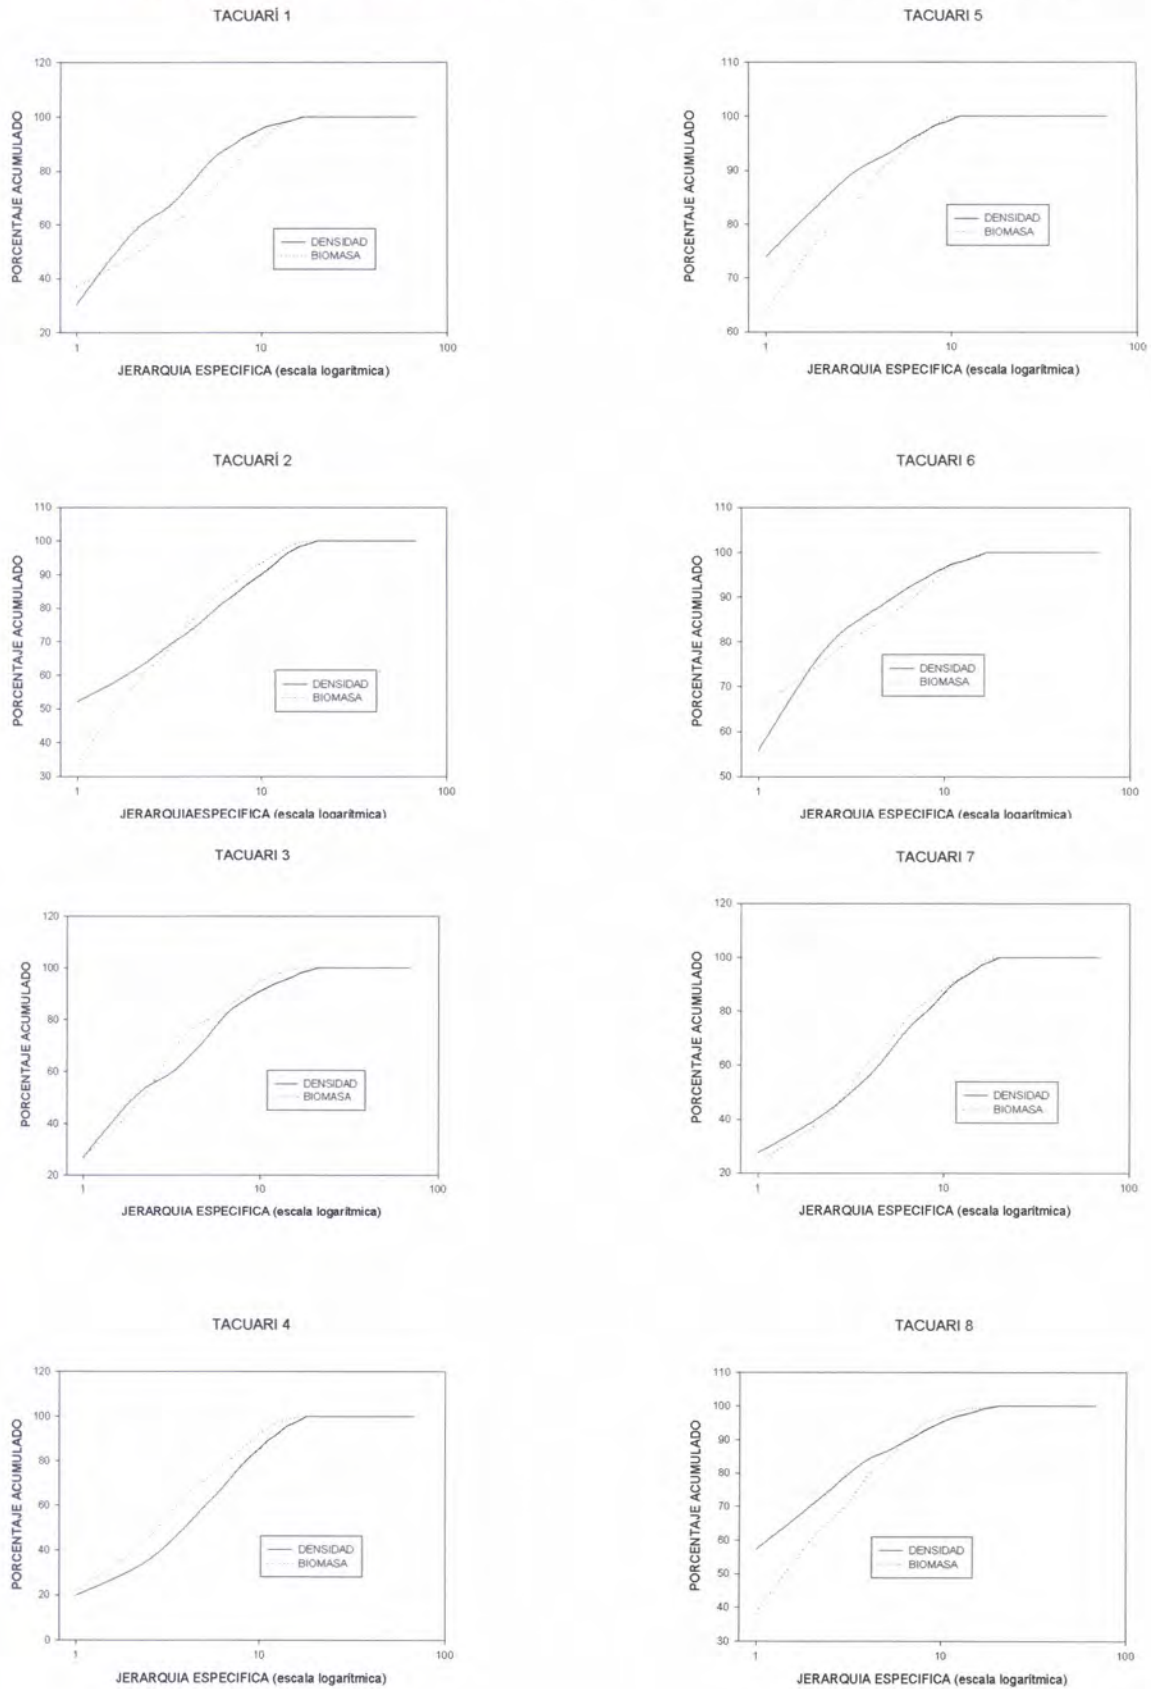 TACUARÍ 1
120
100
80
60
40
20
PORCENTAJE ACUMULADO
DENSIDAD
BIOMASA
1 10 100
JERARQUIA ESPECIFICA (escala logarítmica)
TACUARI 5
110
100
90
80
70
60
PORCENTAJE ACUMULADO
DENSIDAD
BIOMASA
1 10 100
JERARQUIA ESPECIFICA (escala logarítmica)
TACUARÍ 2
110
100
90
80
70
60
50
40
30
PORCENTAJE ACUMULADO
DENSIDAD
BIOMASA
1 10 100
JERARQUIAESPECIFICA (escala logarítmica)
TACUARI 6
110
100
90
80
70
60
50
PORCENTAJE ACUMULADO
DENSIDAD
BIOMASA
1 10 100
JERARQUIA ESPECIFICA (escala logarítmica)
TACUARI 3
120
100
80
60
40
20
PORCENTAJE ACUMULADO
DENSIDAD
BIOMASA
1 10 100
JERARQUIA ESPECIFICA (escala logarítmica)
TACUARI 7
120
100
80
60
40
20
PORCENTAJE ACUMULADO
DENSIDAD
BIOMASA
1 10 100
JERARQUIA ESPECIFICA (escala logarítmica)
TACUARI 4
120
100
80
60
40
20
0
PORCENTAJE ACUMULADO
DENSIDAD
BIOMASA
1 10 100
JERARQUIA ESPECIFICA (escala logarítmica)
TACUARI 8
110
100
90
80
70
60
50
40
30
PORCENTAJE ACUMULADO
DENSIDAD
BIOMASA
1 10 100
JERARQUIA ESPECIFICA (escala logarítmica)